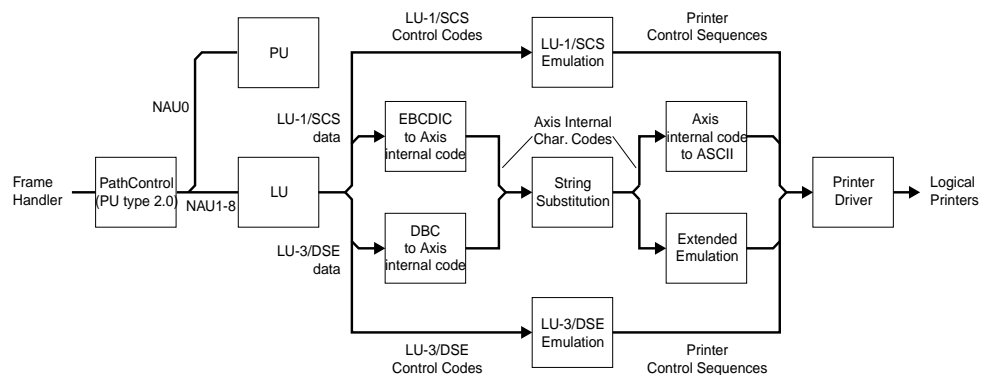 LU-1/SCS
Control Codes
Printer
Control Sequences
PU
LU-1/SCS
Emulation
NAU0
LU-1/SCS
data
EBCDIC
to Axis
internal code
Axis Internal
Char. Codes
Axis
internal code
to ASCII
Frame
Handler
PathControl
(PU type 2.0)
NAU1-8
LU
String
Substitution
Printer
Driver
Logical
Printers
LU-3/DSE
data
DBC
to Axis
internal code
Extended
Emulation
LU-3/DSE
Emulation
LU-3/DSE
Control Codes
Printer
Control Sequences